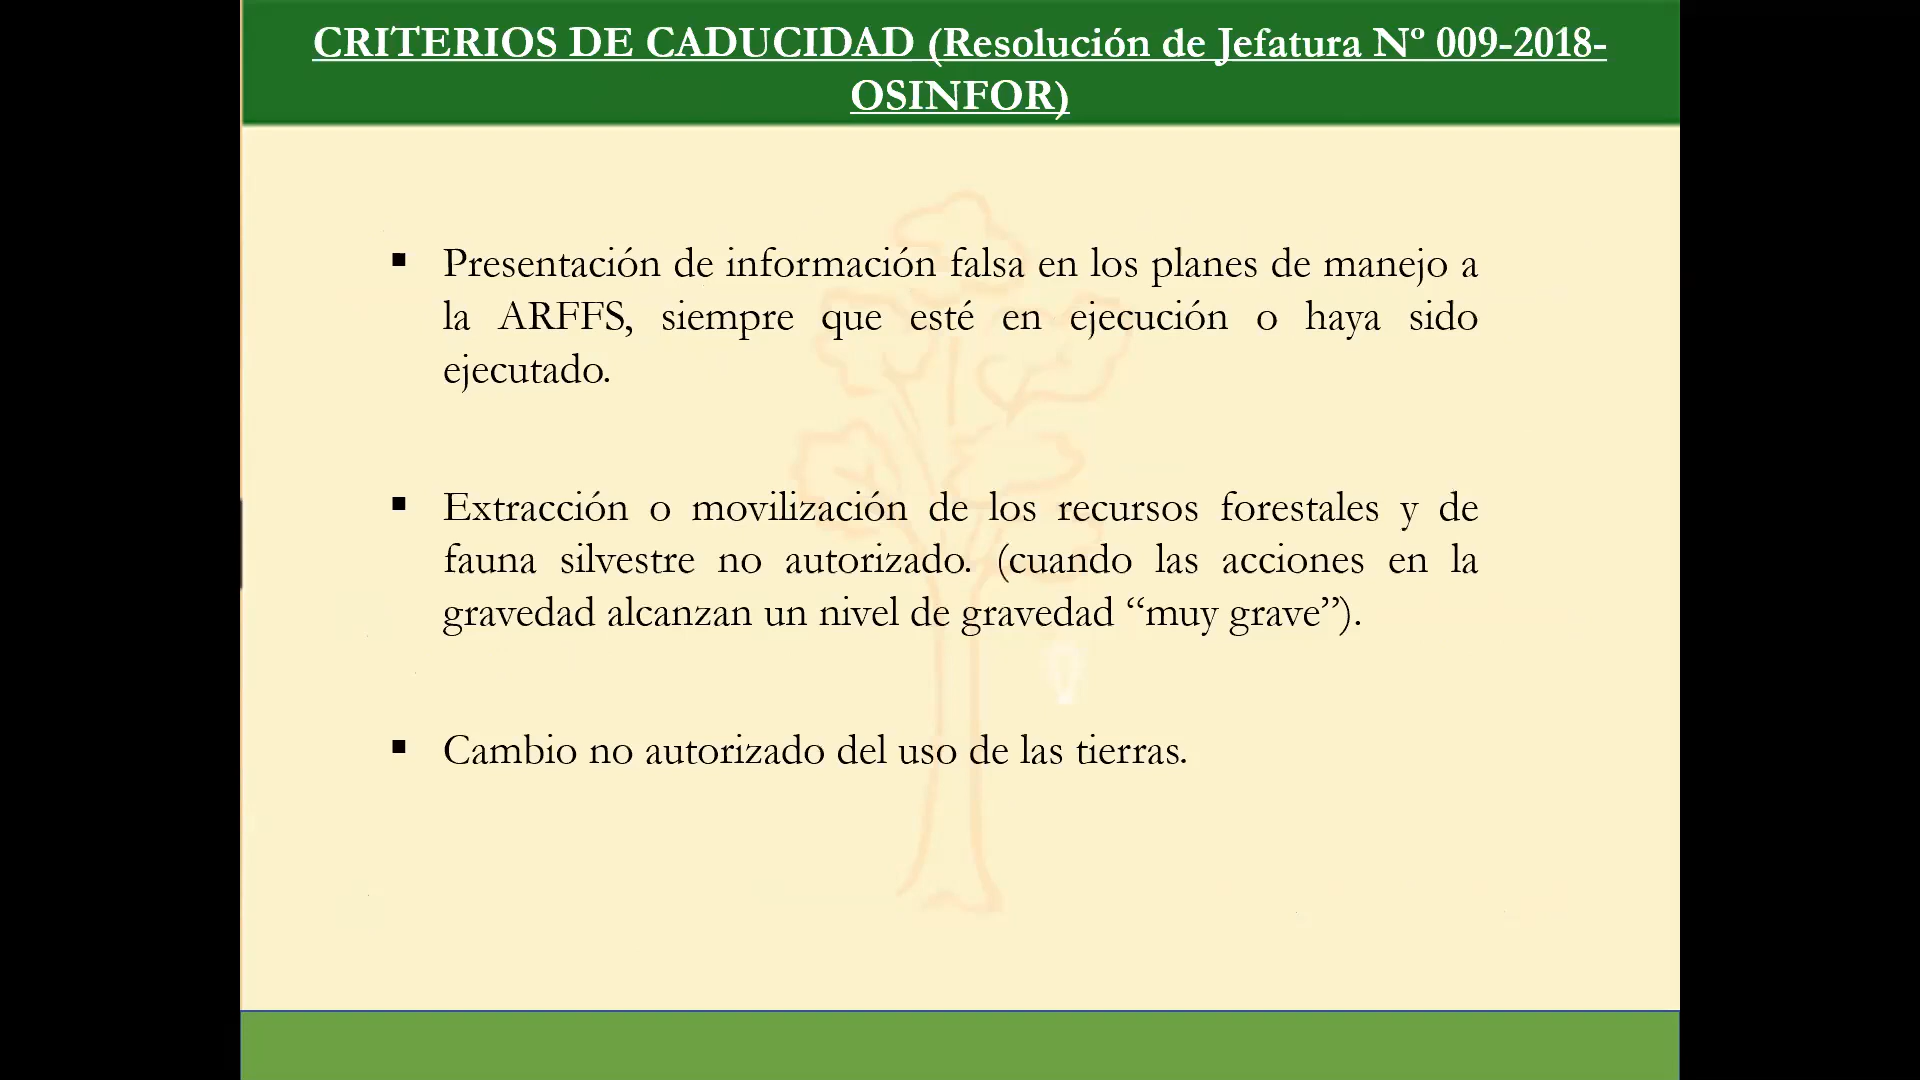 CRITERIOS DE CADUCIDAD (Resolución de Jefatura Nº 009-2018-
OSINFOR)
▪ Presentación de información falsa en los planes de manejo a
la ARFFS, siempre que esté en ejecución o haya sido
ejecutado.
▪ Extracción o movilización de los recursos forestales y de
fauna silvestre no autorizado. (cuando las acciones en la
gravedad alcanzan un nivel de gravedad “muy grave”).
▪ Cambio no autorizado del uso de las tierras.